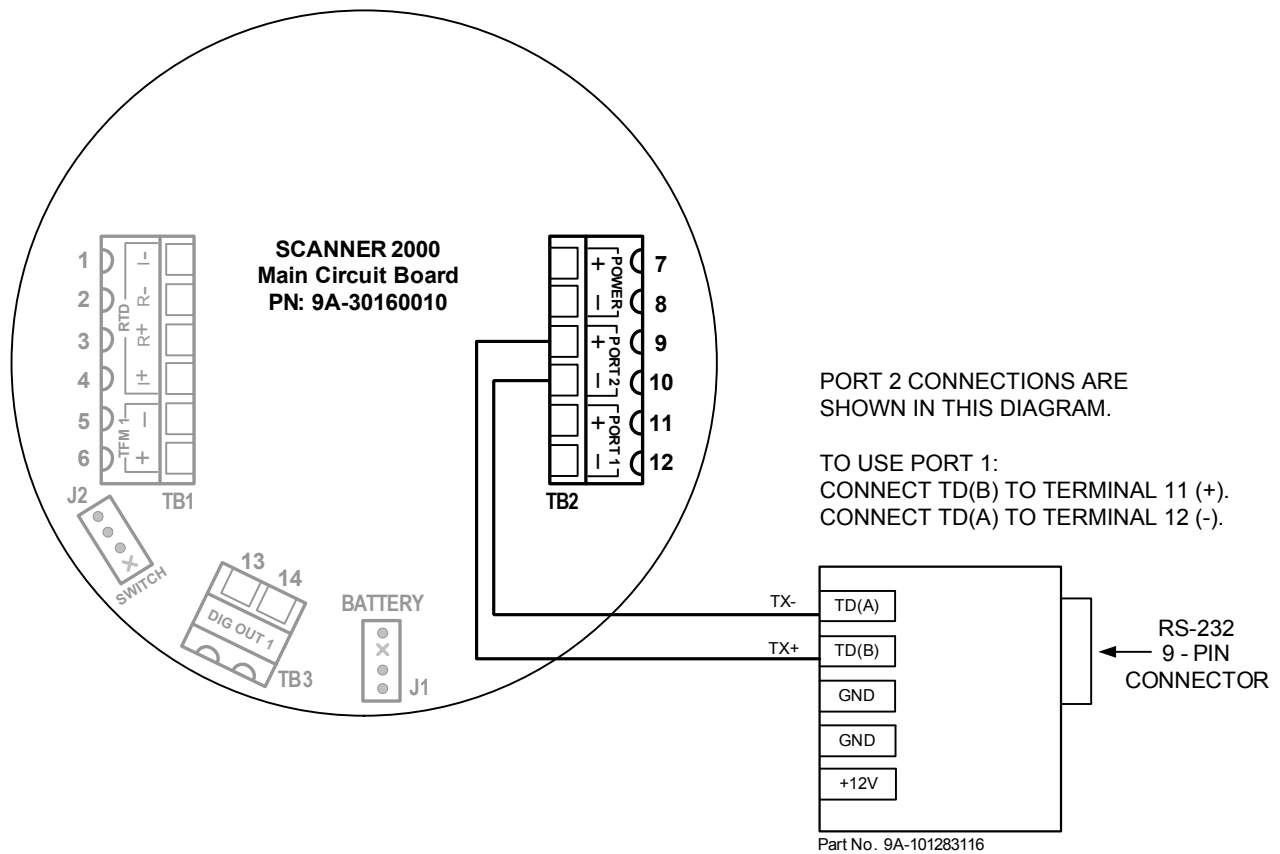 SCANNER 2000
Main Circuit Board
PN: 9A-30160010
1
2
3
4
5
6
I-
R-
R+
I+
RTD
–
+
TFM 1
TB1
+
–
POWER
+
–
PORT 2
+
–
PORT 1
7
8
9
10
11
12
TB2
J2
SWITCH
13
14
DIG OUT 1
TB3
BATTERY
J1
PORT 2 CONNECTIONS ARE
SHOWN IN THIS DIAGRAM.
TO USE PORT 1:
CONNECT TD(B) TO TERMINAL 11 (+).
CONNECT TD(A) TO TERMINAL 12 (-).
TX-
TX+
TD(A)
TD(B)
GND
GND
+12V
RS-232
9 - PIN
CONNECTOR
Part No. 9A-101283116